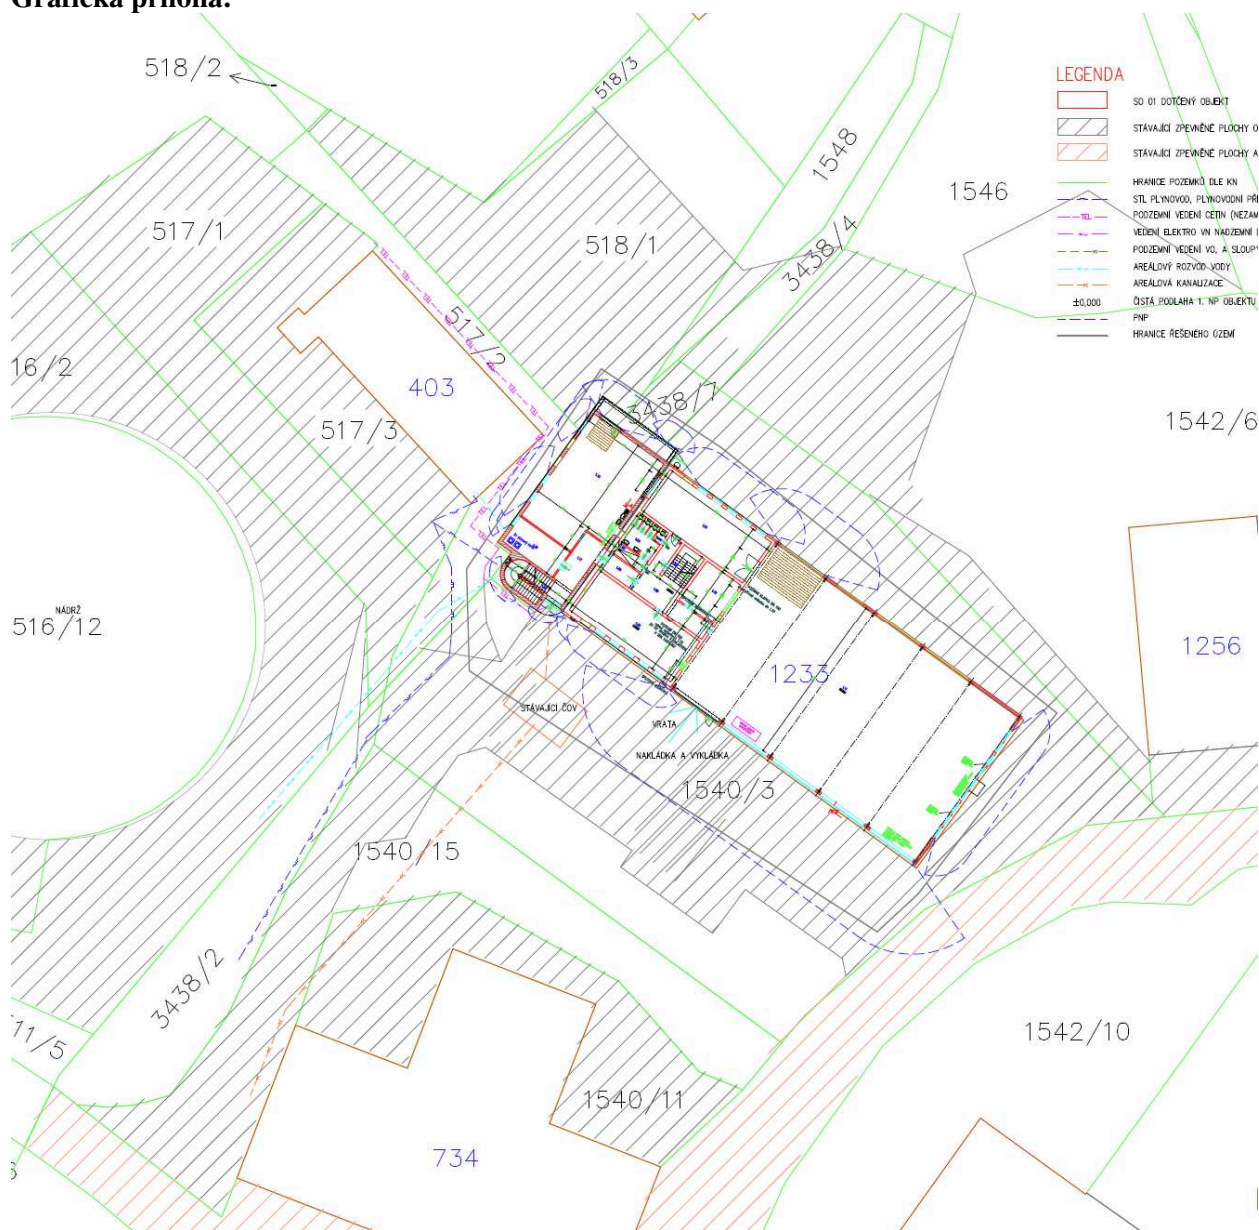 Grafická příloha:
518/2
518/3
LEGENDA
SO 01 DOTČENÝ OBJEKT
STÁVAJÍCÍ ZPEVNĚNÉ PLOCHY O
STÁVAJÍCÍ ZPEVNĚNÉ PLOCHY A
HRANICE POZEMKŮ DLE KN
STL PLYNOVOD, PLYNOVODNÍ PŘÍ
TEL PODZEMNÍ VEDENÍ CETIN (NEZAM
VEDENÍ ELEKTRO VN NADZEMNÍ
PODZEMNÍ VEDENÍ VO, A SLOUPY
AREÁLOVÝ ROZVOD VODY
AREÁLOVÁ KANALIZACE
±0,000 ČISTÁ PODLAHA 1. NP OBJEKTU
PNP
HRANICE ŘEŠENÉHO ÚZEMÍ
1548
1546
517/1
518/1
3438/4
517/2
16/2
403
3438/7
517/3
1542/6
NÁDRŽ
516/12
1256
1233
STÁVAJÍCÍ ČOV
VRATA
NAKLÁDKA A VYKLÁDKA
1540/3
1540/15
3438/2
11/5
1542/10
1540/11
734